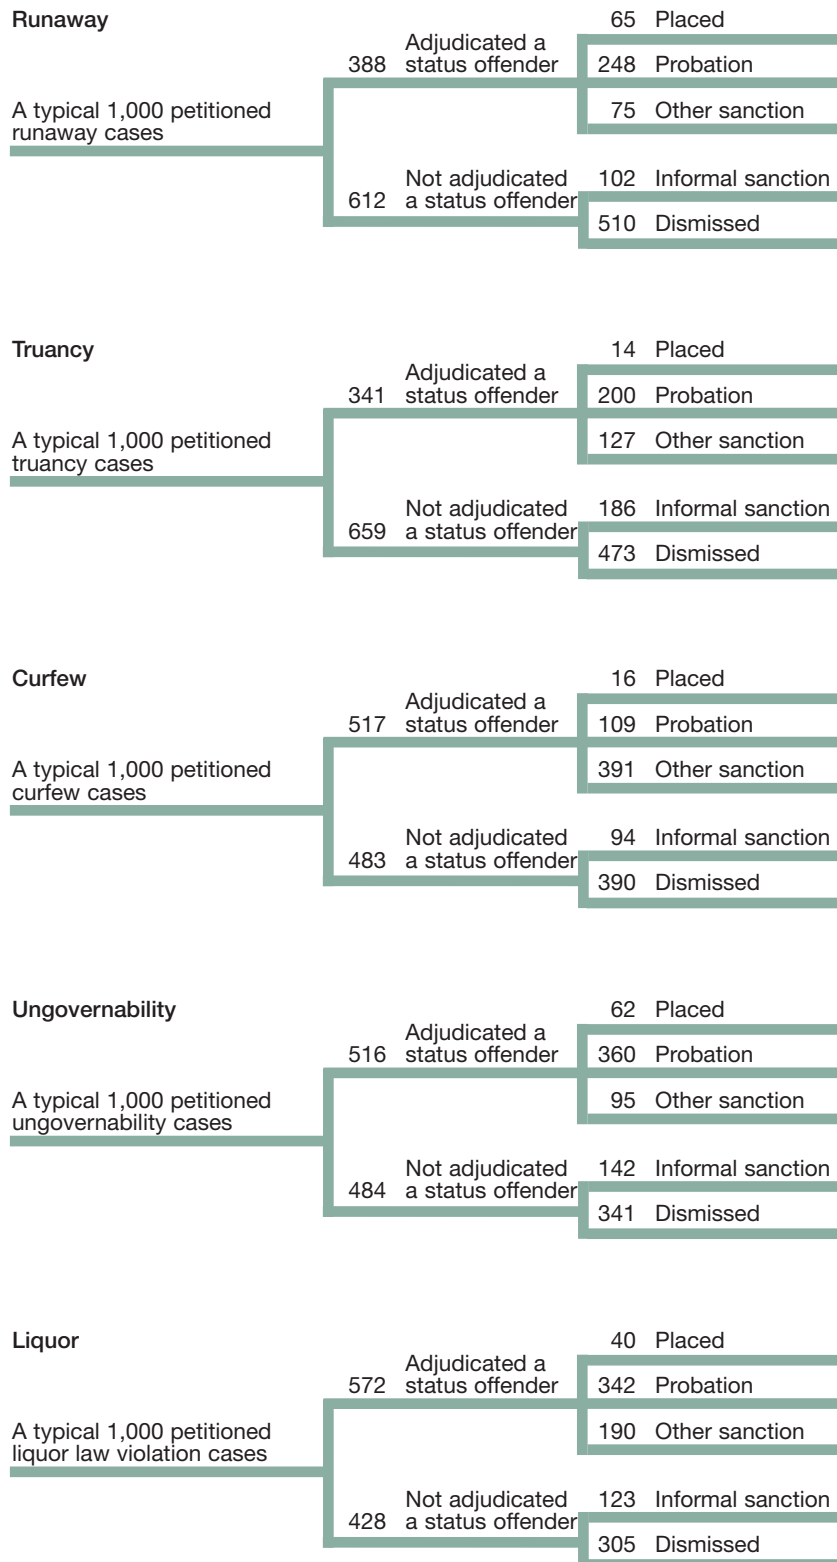 Runaway
65 Placed
Adjudicated a
388 status offender
248 Probation
A typical 1,000 petitioned
runaway cases
75 Other sanction
Not adjudicated
612 a status offender
102 Informal sanction
510 Dismissed
Truancy
14 Placed
Adjudicated a
341 status offender
200 Probation
A typical 1,000 petitioned
truancy cases
127 Other sanction
Not adjudicated
659 a status offender
186 Informal sanction
473 Dismissed
Curfew
16 Placed
Adjudicated a
517 status offender
109 Probation
A typical 1,000 petitioned
curfew cases
391 Other sanction
Not adjudicated
483 a status offender
94 Informal sanction
390 Dismissed
Ungovernability
62 Placed
Adjudicated a
516 status offender
360 Probation
A typical 1,000 petitioned
ungovernability cases
95 Other sanction
Not adjudicated
484 a status offender
142 Informal sanction
341 Dismissed
Liquor
40 Placed
Adjudicated a
572 status offender
342 Probation
A typical 1,000 petitioned
liquor law violation cases
190 Other sanction
Not adjudicated
428 a status offender
123 Informal sanction
305 Dismissed